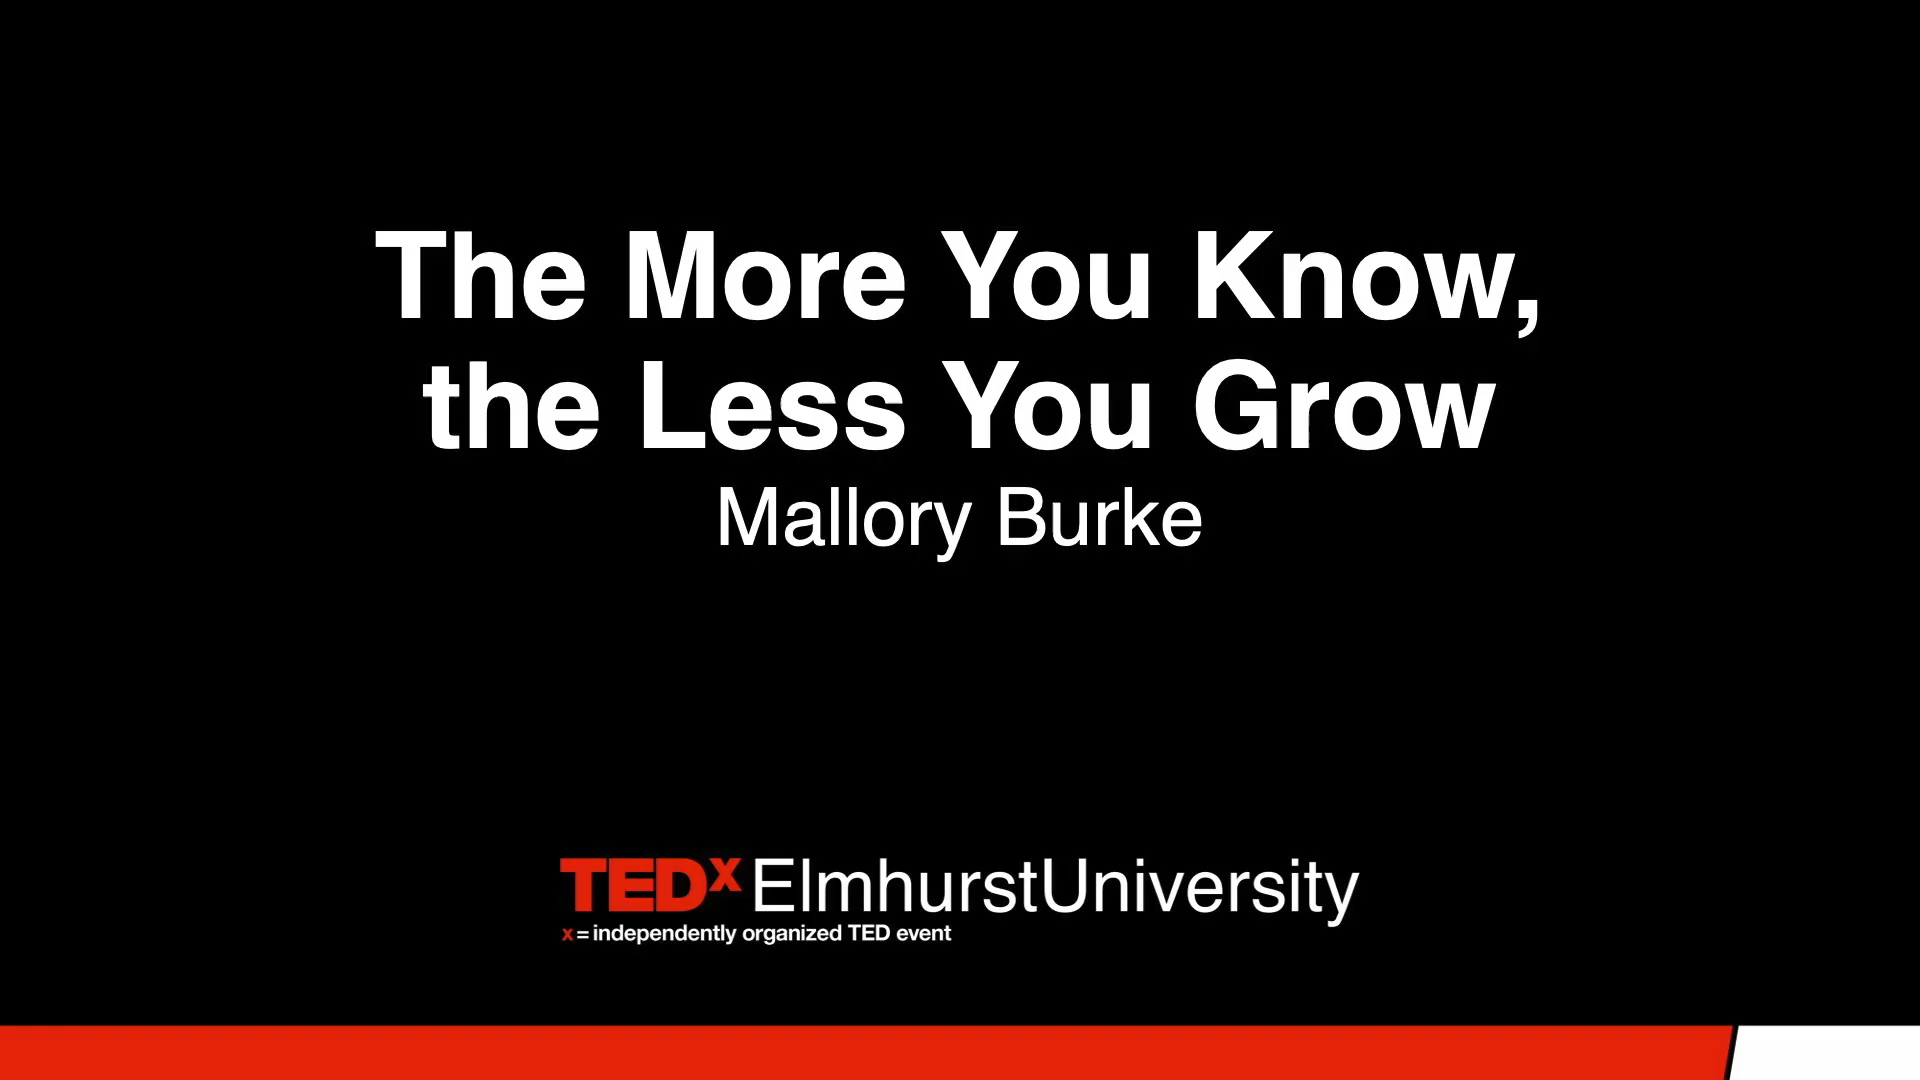 The More You Know,
the Less You Grow
Mallory Burke
TEDx ElmhurstUniversity
x = independently organized TED event